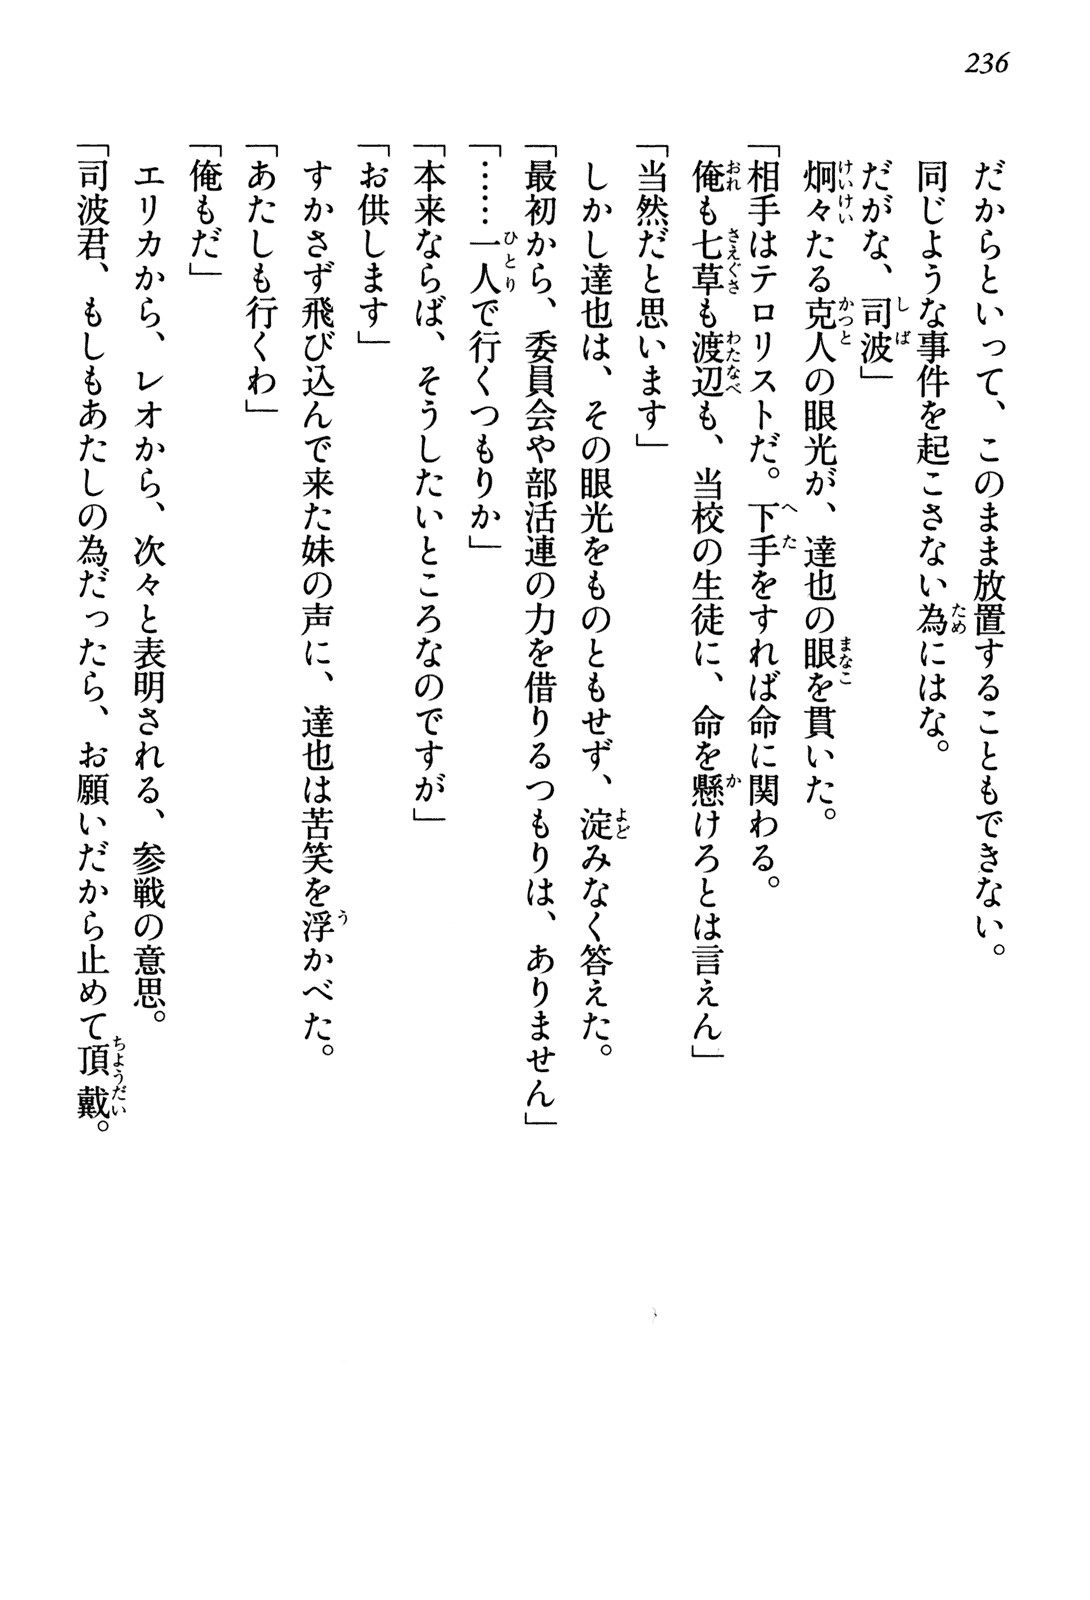 236
だからといって、このまま放置することもできない。
同じような事件を起こさない為にはな。
だがな、司波」
炯々たる克人の眼光が、達也の眼を貫いた。
「相手はテロリストだ。下手をすれば命に関わる。
俺も七草も渡辺も、当校の生徒に、命を懸けろとは言えん」
「当然だと思います」
しかし達也は、その眼光をものともせず、淀みなく答えた。
「最初から、委員会や部活連の力を借りるつもりは、ありません」
「……一人で行くつもりか」
「本来ならば、そうしたいところなのですが」
「お供します」
すかさず飛び込んで来た妹の声に、達也は苦笑を浮かべた。
「あたしも行くわ」
「俺もだ」
エリカから、レオから、次々と表明される、参戦の意思。
「司波君、もしもあたしの為だったら、お願いだから止めて頂戴。